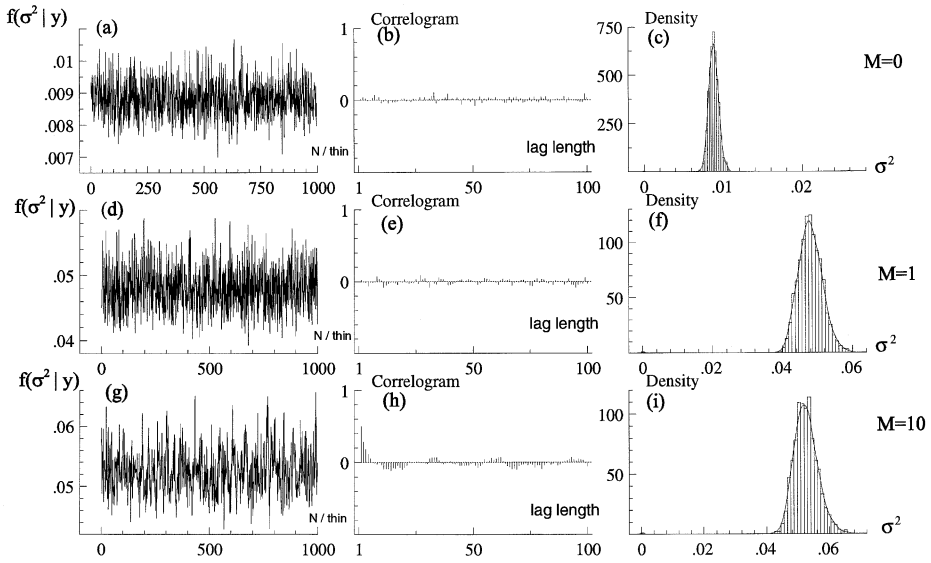 f(σ² | y)
(a)
.01
.009
.008
.007
N / thin
0 250 500 750 1000
Correlogram
(b)
1
0
lag length
1 50 100
Density
(c)
750
500
250
M=0
σ²
0 .01 .02
f(σ² | y)
(d)
.05
.04
N / thin
0 500 1000
Correlogram
(e)
1
0
lag length
1 50 100
Density
(f)
100
50
M=1
σ²
0 .02 .04 .06
f(σ² | y)
(g)
.06
.05
N / thin
0 500 1000
Correlogram
(h)
1
0
lag length
1 50 100
Density
(i)
100
50
M=10
σ²
0 .02 .04 .06